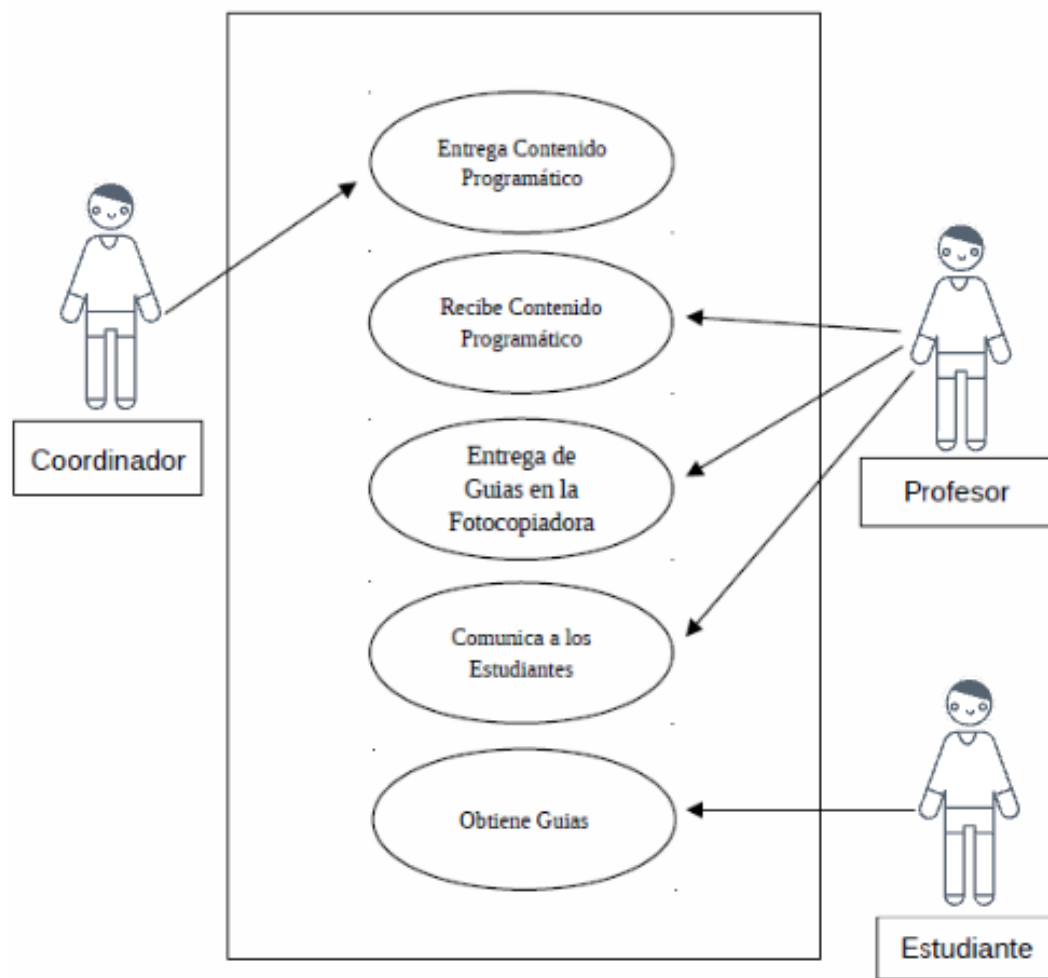 Entrega Contenido
Programático
Recibe Contenido
Programático
Coordinador
Entrega de
Guias en la
Fotocopiadora
Profesor
Comunica a los
Estudiantes
Obtiene Guias
Estudiante